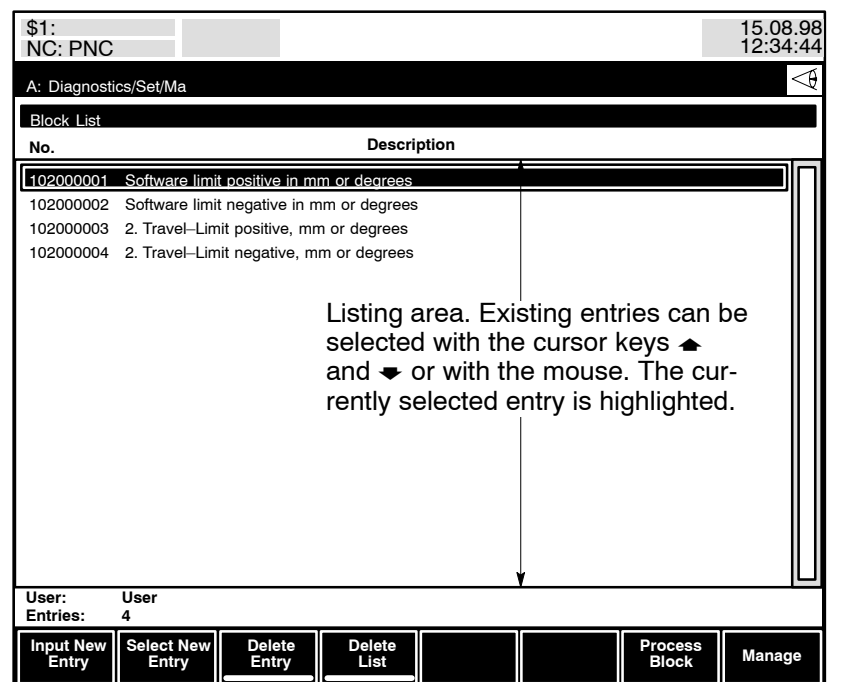 $1:
15.08.98
NC: PNC
12:34:44
A: Diagnostics/Set/Ma
Block List
No. Description
102000001 Software limit positive in mm or degrees
102000002 Software limit negative in mm or degrees
102000003 2. Travel–Limit positive, mm or degrees
102000004 2. Travel–Limit negative, mm or degrees
Listing area. Existing entries can be
selected with the cursor keys
and or with the mouse. The cur-
rently selected entry is highlighted.
User: User
Entries: 4
Input New Entry
Select New Entry
Delete Entry
Delete List
Process Block
Manage